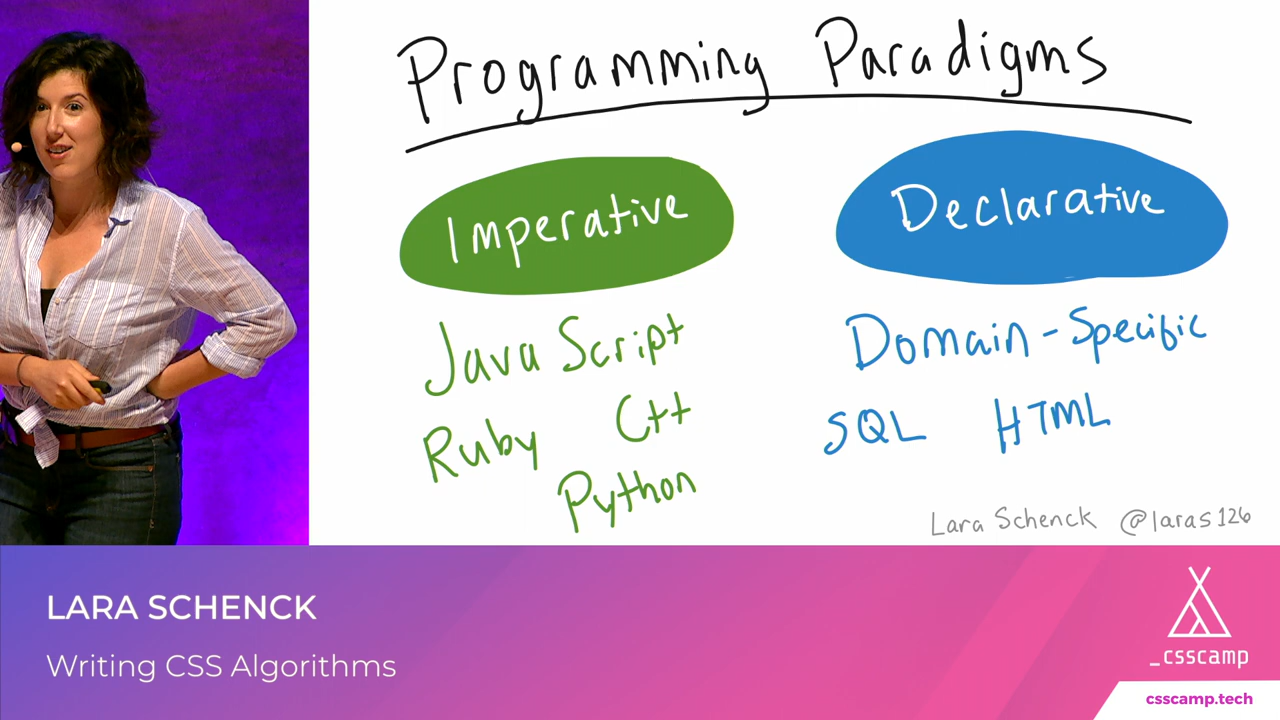 Programming Paradigms
Imperative
Declarative
JavaScript
Ruby C++
Python
Domain-Specific
SQL HTML
Lara Schenck @laras126
LARA SCHENCK
Writing CSS Algorithms
_csscamp
csscamp.tech